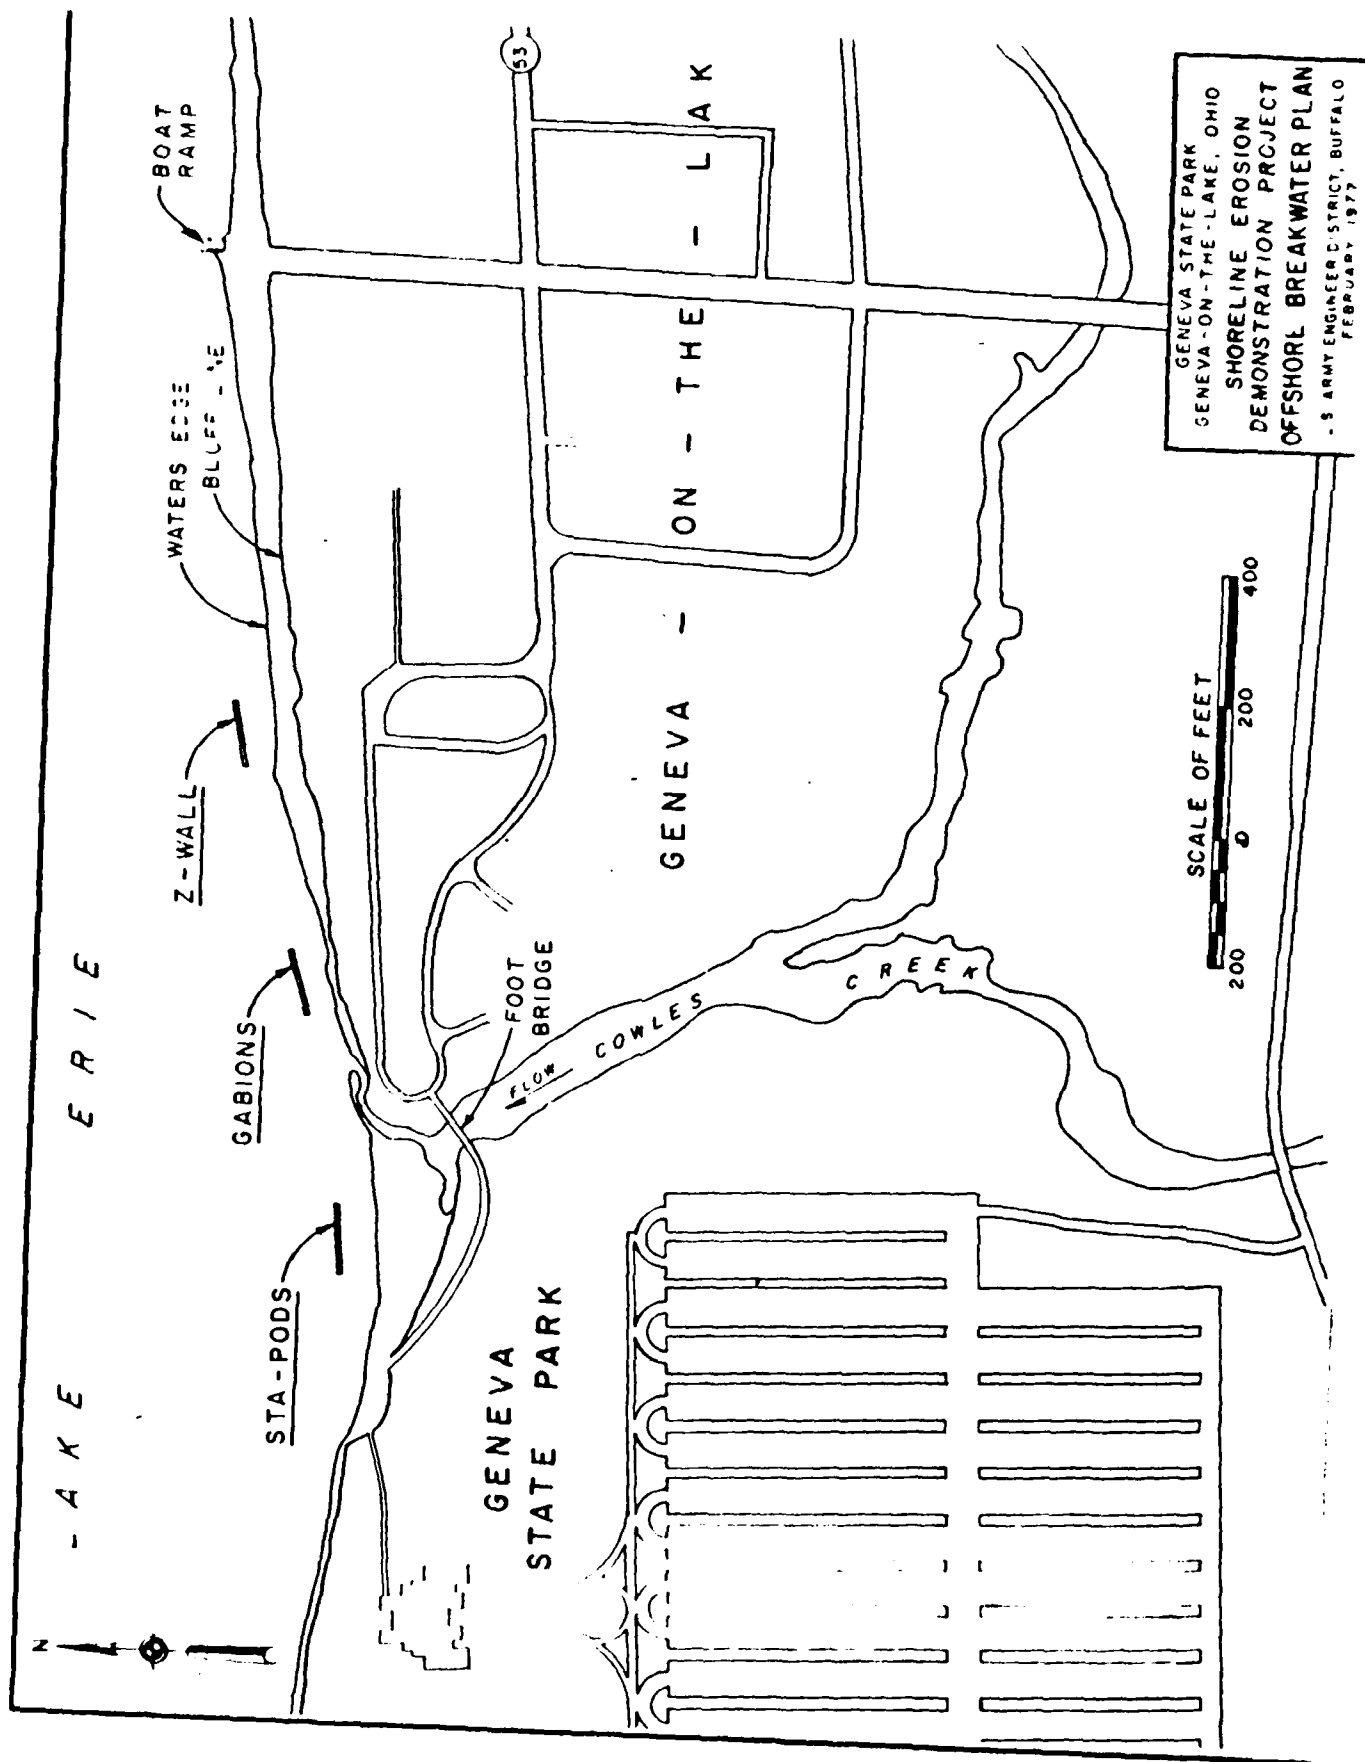 N
ERIE
BOAT
RAMP
WATERS
Z-WALL
GABIONS
STA-PODS
53
GENEVA - ON - THE - LAK
FOOT
BRIDGE
FLOW
COWLES
CREEK
GENEVA
STATE PARK
SCALE OF FEET
200 0 200 400
GENEVA STATE PARK
GENEVA-ON-THE-LAKE, OHIO
SHORELINE EROSION
DEMONSTRATION PROJECT
OFFSHORE BREAKWATER PLAN
S ARMY ENGINEER DISTRICT, BUFFALO
FEBRUARY 1977